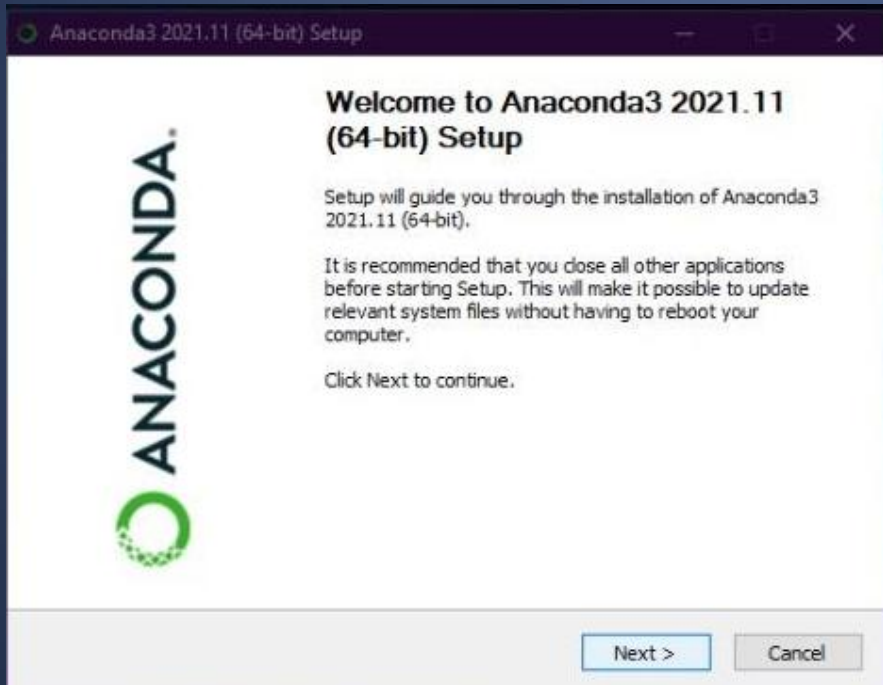 Anaconda3 2021.11 (64-bit) Setup
ANACONDA.
Welcome to Anaconda3 2021.11
(64-bit) Setup
Setup will guide you through the installation of Anaconda3
2021.11 (64-bit).
It is recommended that you close all other applications
before starting Setup. This will make it possible to update
relevant system files without having to reboot your
computer.
Click Next to continue.
Next >
Cancel